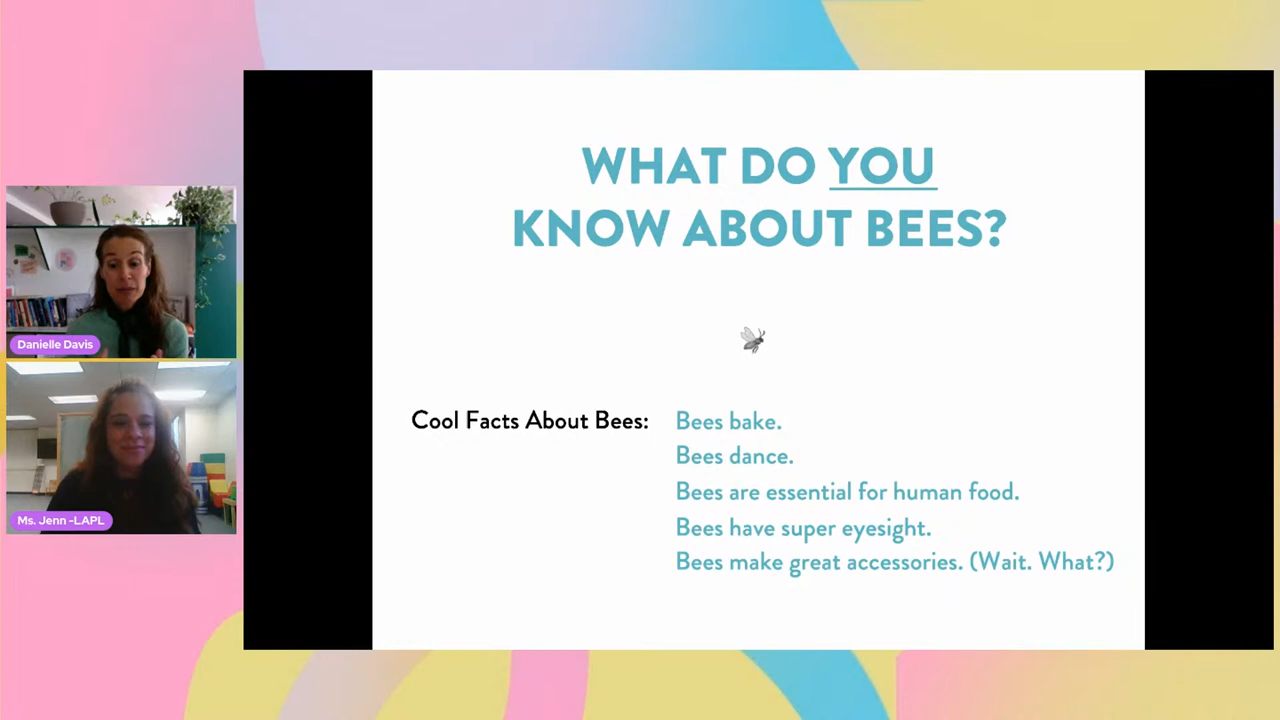 WHAT DO YOU
KNOW ABOUT BEES?
Cool Facts About Bees:
Bees bake.
Bees dance.
Bees are essential for human food.
Bees have super eyesight.
Bees make great accessories. (Wait. What?)
Danielle Davis
Ms. Jenn -LAPL